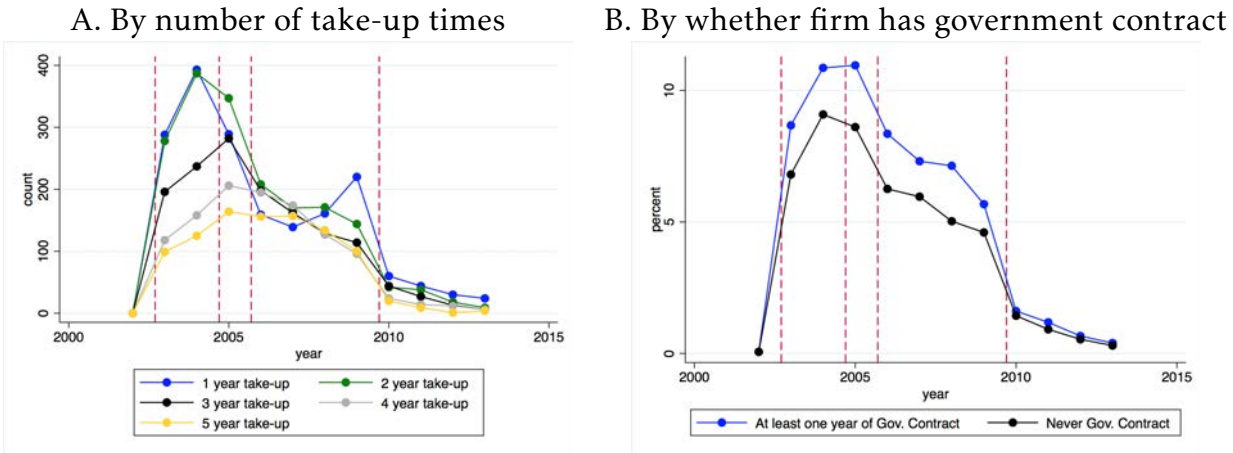 A. By number of take-up times
400
300
200
100
0
count
2000
2005
2010
2015
year
1 year take-up
2 year take-up
3 year take-up
4 year take-up
5 year take-up
B. By whether firm has government contract
10
5
0
percent
2000
2005
2010
2015
year
At least one year of Gov. Contract
Never Gov. Contract